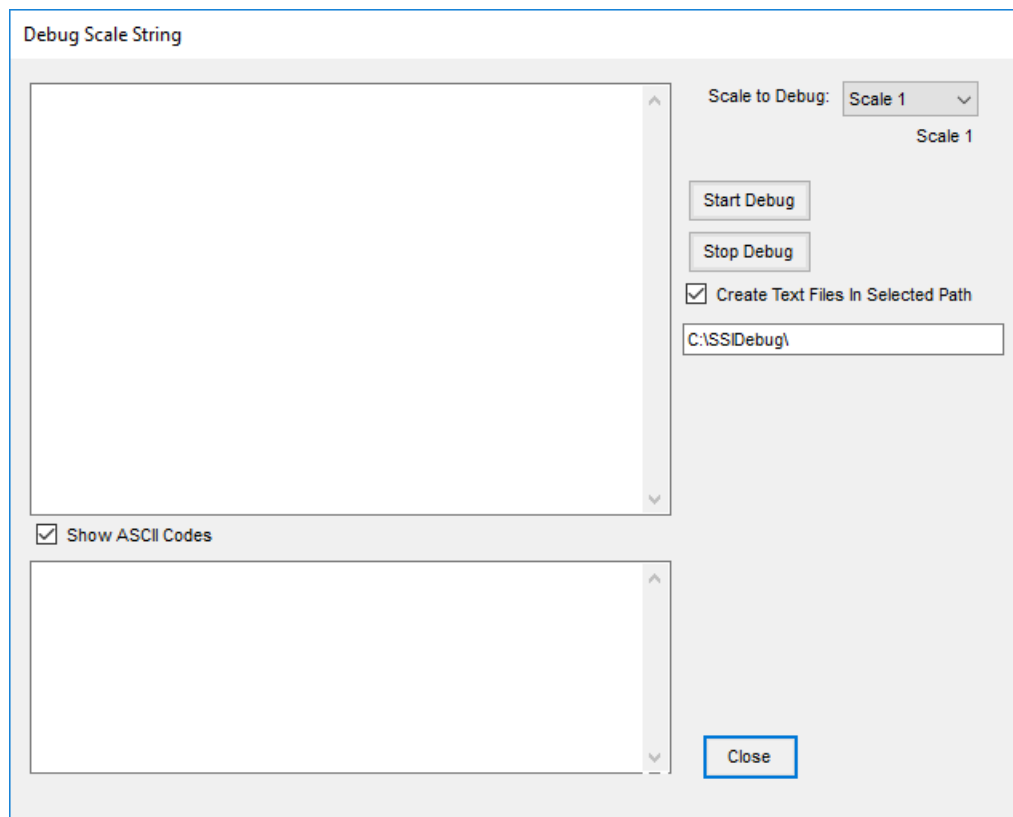 Debug Scale String
Scale to Debug: Scale 1
Scale 1
Start Debug
Stop Debug
Create Text Files In Selected Path
C:\SSIDebug\
Show ASCII Codes
Close